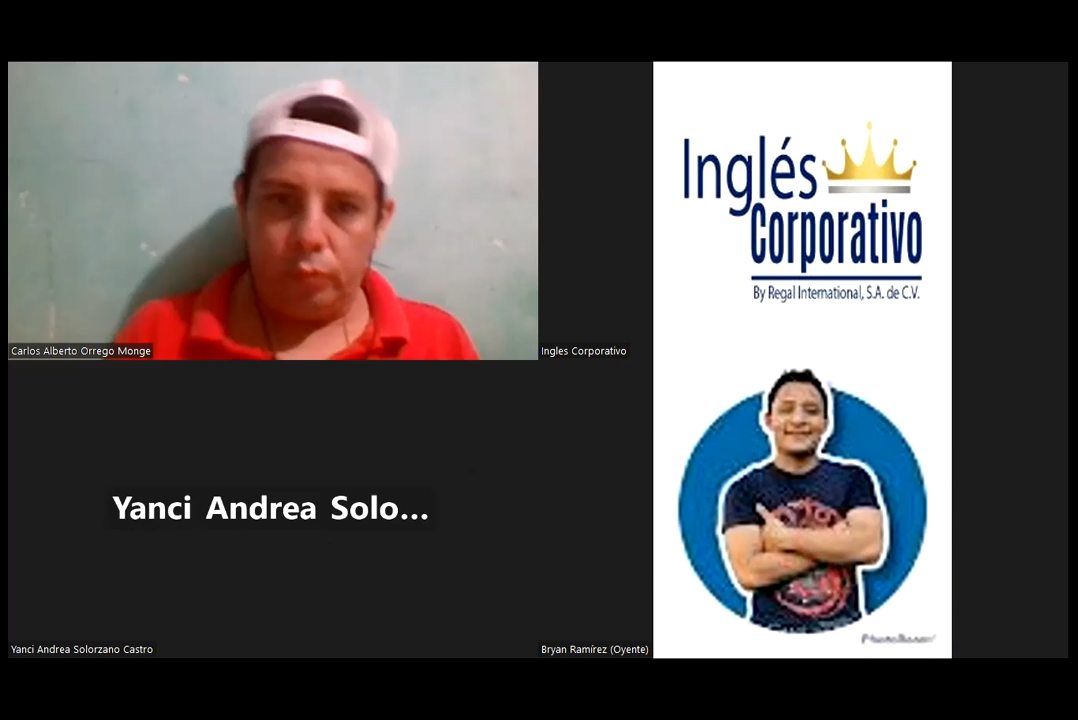 Carlos Alberto Orrego Monge
Inglés
Corporativo
By Regal International, S.A. de C.V.
Ingles Corporativo
Yanci Andrea Solo...
Yanci Andrea Solorzano Castro
Bryan Ramírez (Oyente)